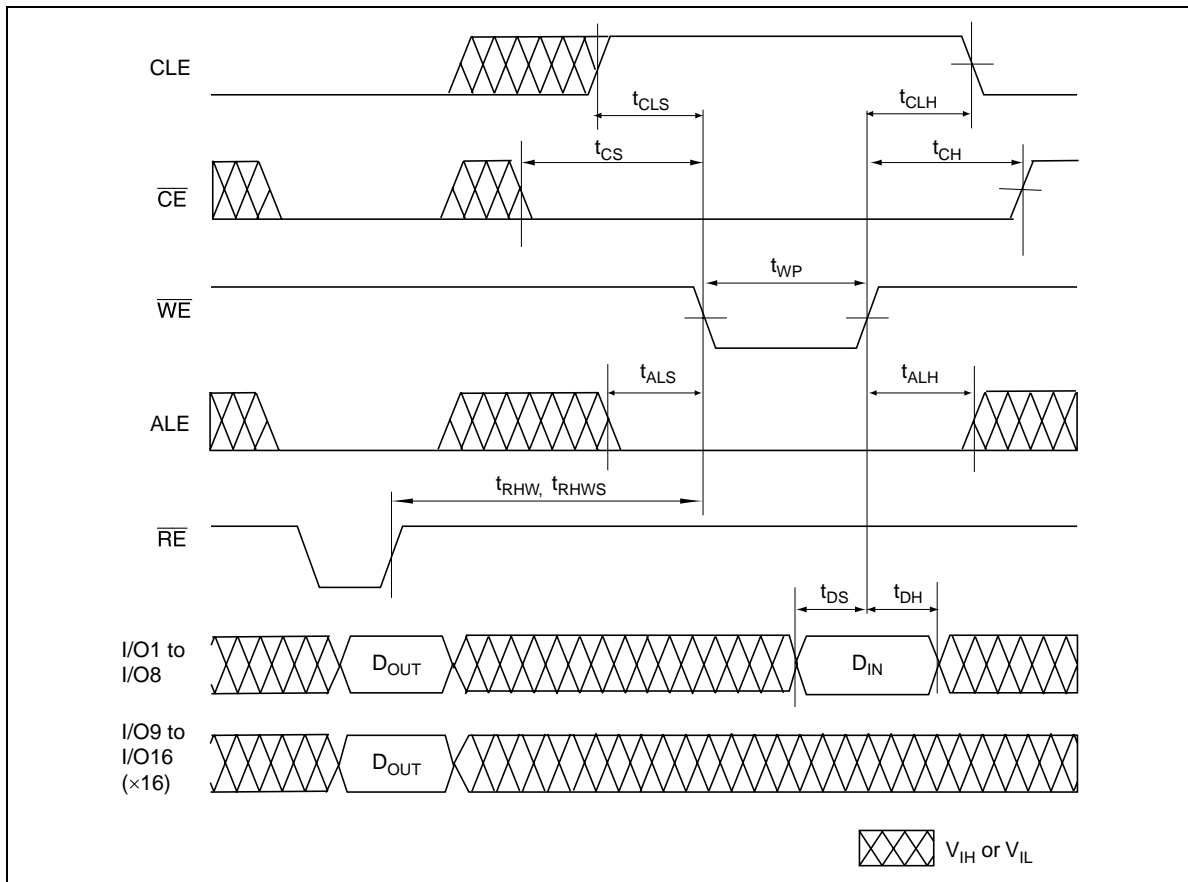 CLE
tCLS
tCLH
tCS
tCH
CE
tWP
WE
tALS
tALH
ALE
tRHW, tRHWS
RE
tDS
tDH
I/O1 to
I/O8
DOUT
DIN
I/O9 to
I/O16
(×16)
DOUT
VIH or VIL